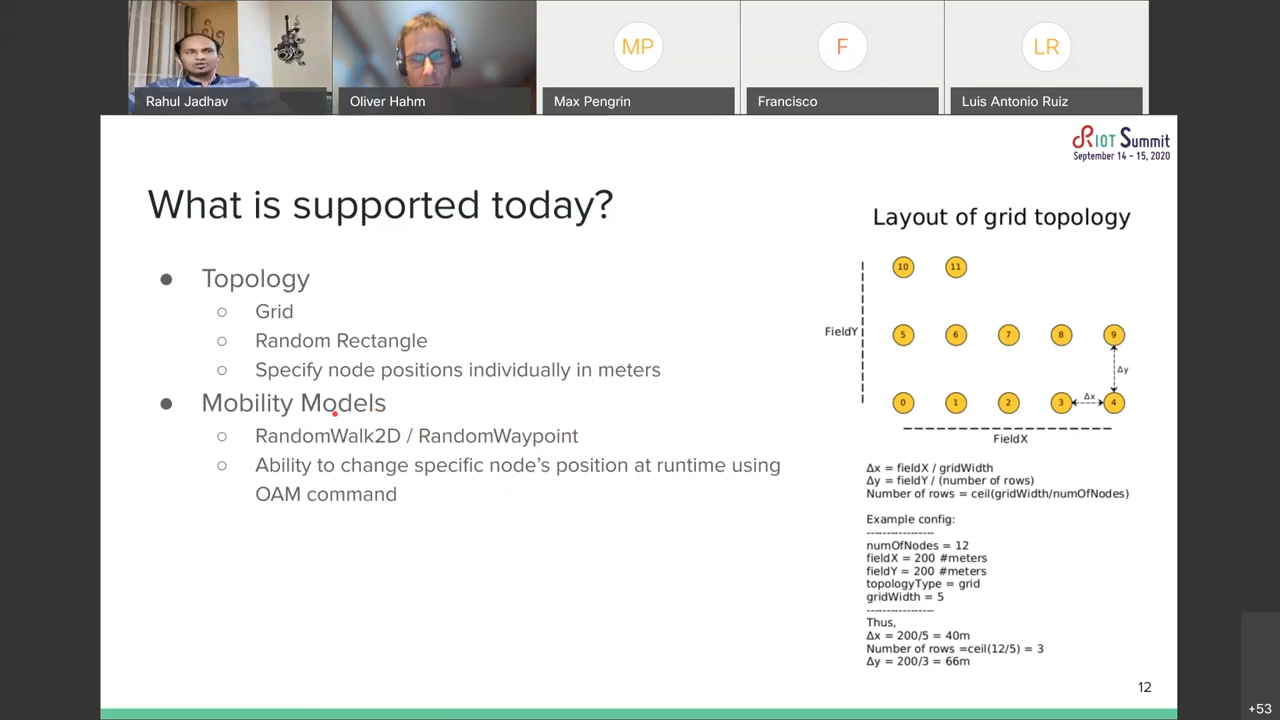 Rahul Jadhav
Oliver Hahm
MP
Max Pengrin
F
Francisco
LR
Luis Antonio Ruiz
RIOT Summit
September 14 – 15, 2020
What is supported today?
● Topology
○ Grid
○ Random Rectangle
○ Specify node positions individually in meters
● Mobility Models
○ RandomWalk2D / RandomWaypoint
○ Ability to change specific node's position at runtime using
OAM command
Layout of grid topology
10 11
FieldY
5 6 7 8 9
Δy
Δx
0 1 2 3 4
FieldX
Δx = fieldX / gridWidth
Δy = fieldY / (number of rows)
Number of rows = ceil(gridWidth/numOfNodes)
Example config:
-----------------
numOfNodes = 12
fieldX = 200 #meters
fieldY = 200 #meters
topologyType = grid
gridWidth = 5
-----------------
Thus,
Δx = 200/5 = 40m
Number of rows =ceil(12/5) = 3
Δy = 200/3 = 66m
12
+53